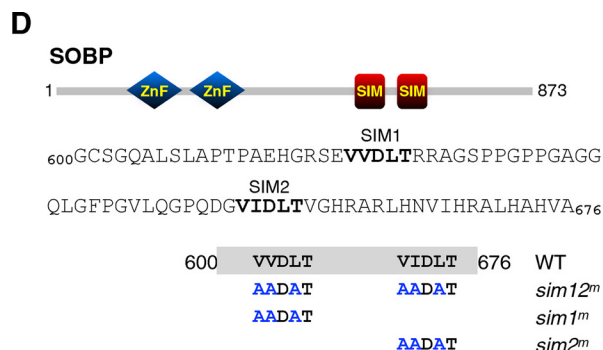 D
SOBP
1 ZnF ZnF SIM SIM 873
SIM1
600GCSGQALSLAPTPAEHGRSEVVDLTRRAGSPPGPPGAGG
SIM2
QLGFPGVLQGPQDGVIDLTVGHRARLHNVIHRALHAHVA676
600 VVDLT VIDLT 676 WT
AADAT AADAT sim12m
AADAT sim1m
AADAT sim2m